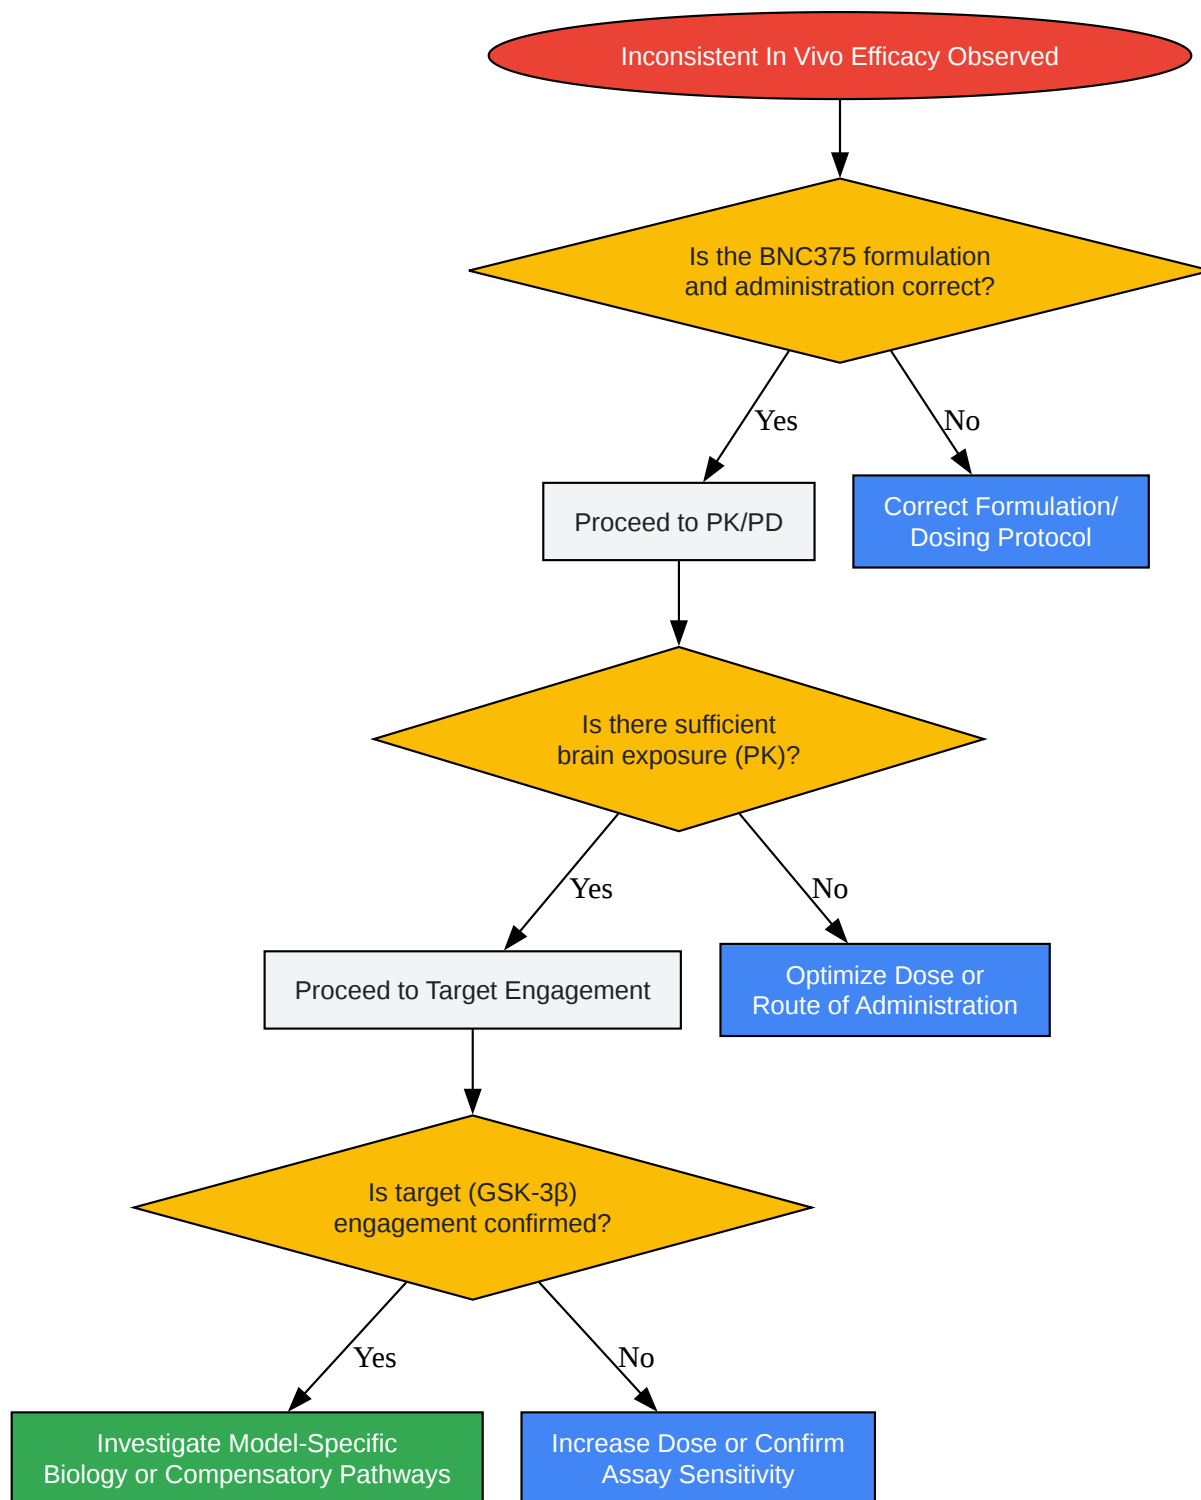 Inconsistent In Vivo Efficacy Observed
Is the BNC375 formulation
and administration correct?
Yes
No
Proceed to PK/PD
Correct Formulation/
Dosing Protocol
Is there sufficient
brain exposure (PK)?
Yes
No
Proceed to Target Engagement
Optimize Dose or
Route of Administration
Is target (GSK-3β)
engagement confirmed?
Yes
No
Investigate Model-Specific
Biology or Compensatory Pathways
Increase Dose or Confirm
Assay Sensitivity